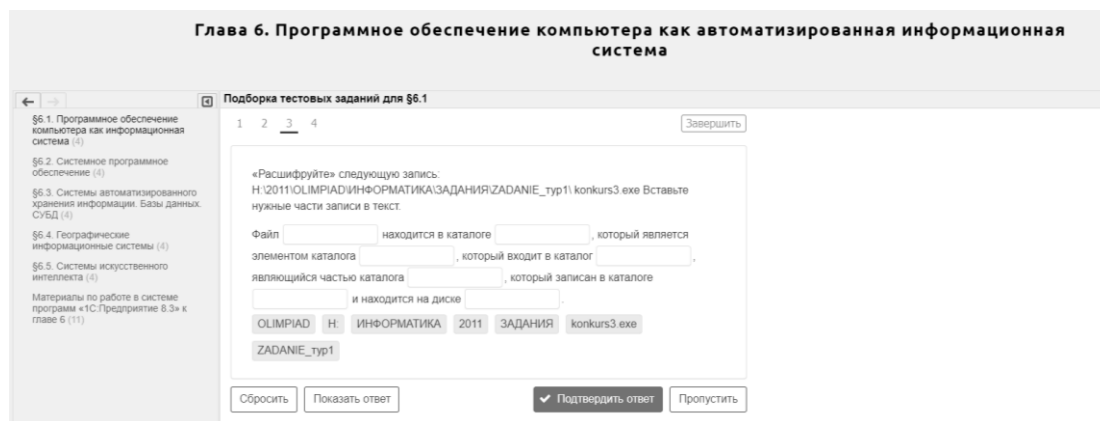 Глава 6. Программное обеспечение компьютера как автоматизированная информационная
система
§6.1. Программное обеспечение
компьютера как информационная
система (4)
§6.2. Системное программное
обеспечение (4)
§6.3. Системы автоматизированного
хранения информации. Базы данных.
СУБД (4)
§6.4. Географические
информационные системы (4)
§6.5. Системы искусственного
интеллекта (4)
Материалы по работе в системе
программ «1С:Предприятие 8.3» к
главе 6 (11)
Подборка тестовых заданий для §6.1
1 2 3 4 Завершить
«Расшифруйте» следующую запись:
H:\2011\OLIMPIAD\ИНФОРМАТИКА\ЗАДАНИЯ\ZADANIE_тур1\ konkurs3.exe Вставьте
нужные части записи в текст.
Файл находится в каталоге , который является
элементом каталога , который входит в каталог ,
являющийся частью каталога , который записан в каталоге
и находится на диске .
OLIMPIAD H: ИНФОРМАТИКА 2011 ЗАДАНИЯ konkurs3.exe
ZADANIE_тур1
Сбросить Показать ответ ✔ Подтвердить ответ Пропустить